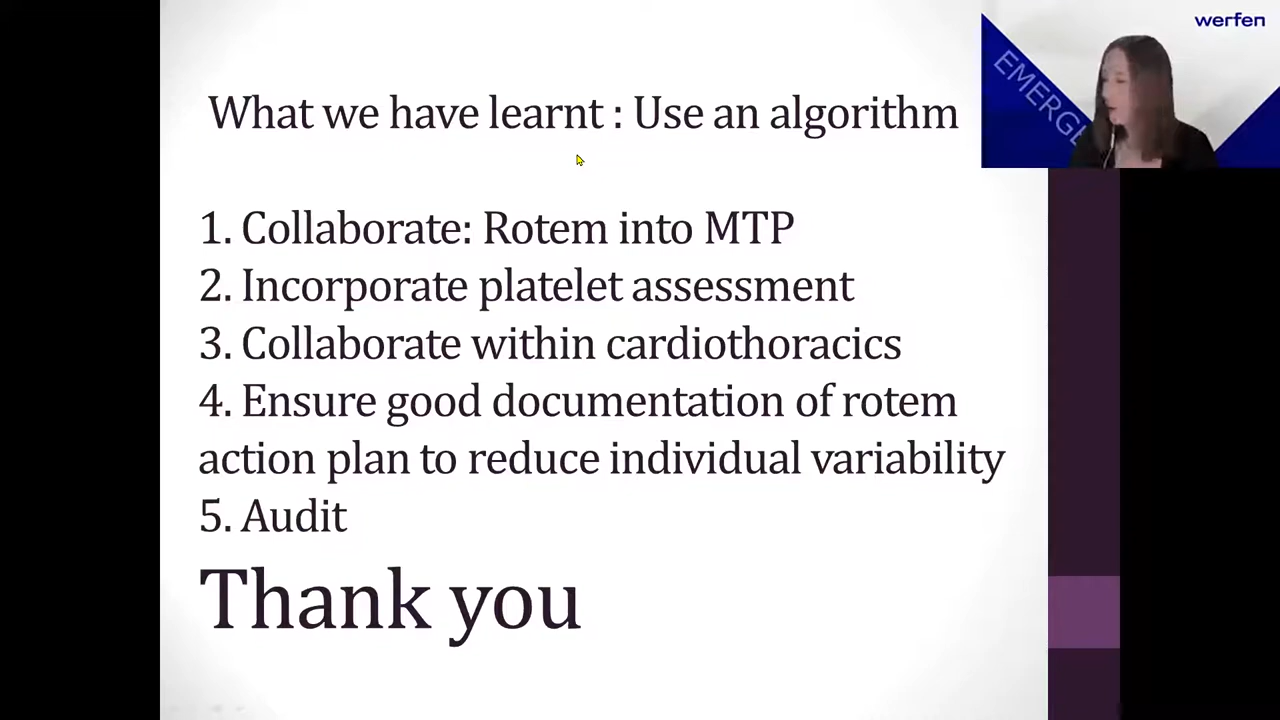 werfen
EMERGE
What we have learnt : Use an algorithm
1. Collaborate: Rotem into MTP
2. Incorporate platelet assessment
3. Collaborate within cardiothoracics
4. Ensure good documentation of rotem
action plan to reduce individual variability
5. Audit
Thank you